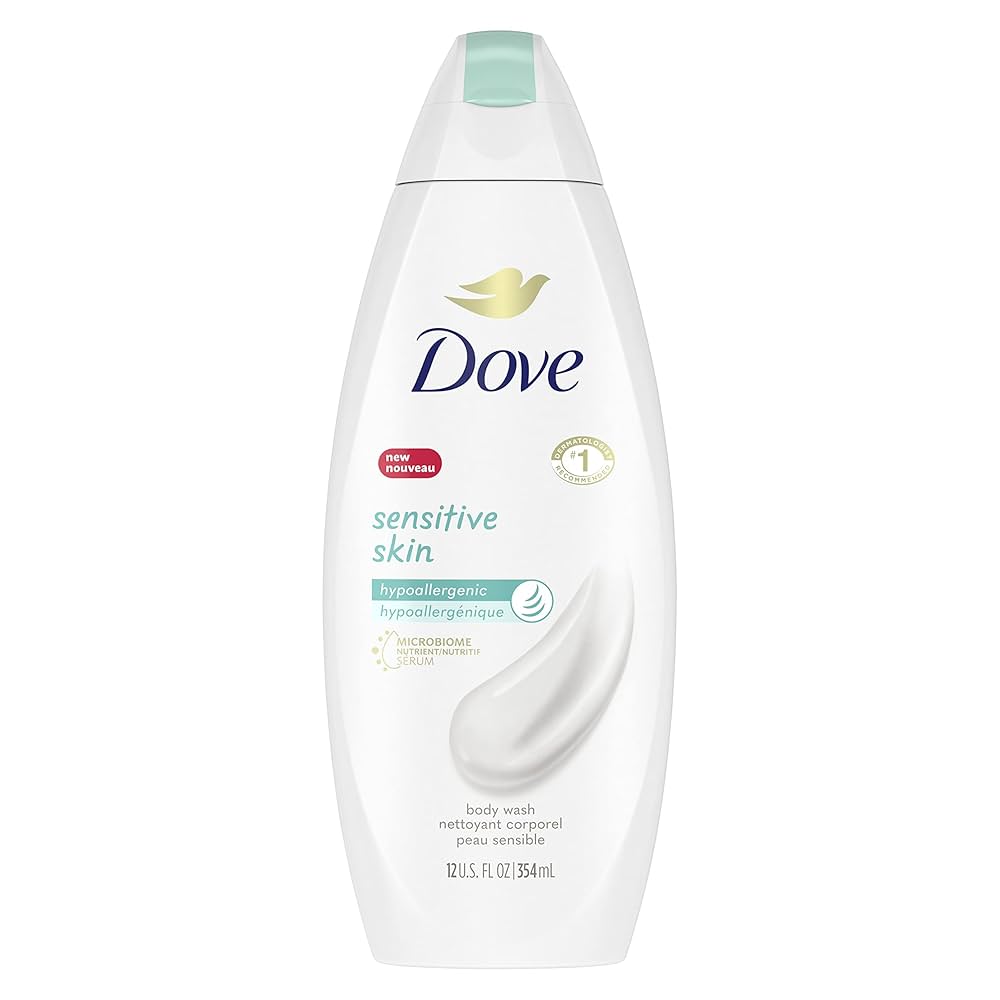 Dove
new
nouveau
DERMATOLOGIST
#1
RECOMMENDED
sensitive
skin
hypoallergenic
hypoallergénique
MICROBIOME
NUTRIENT/NUTRITIF
SERUM
body wash
nettoyant corporel
peau sensible
12 U.S. FL OZ | 354 mL